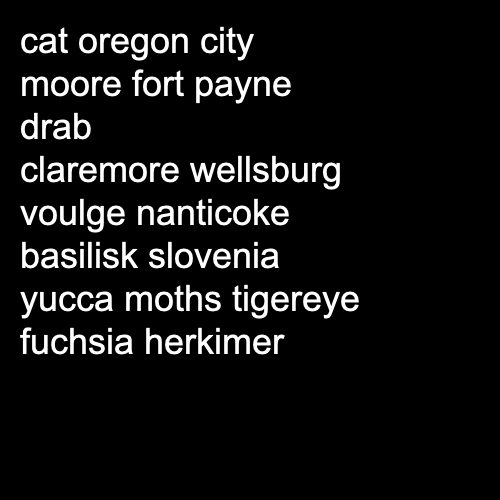 cat oregon city
moore fort payne
drab
claremore wellsburg
voulge nanticoke
basilisk slovenia
yucca moths tigereye
fuchsia herkimer